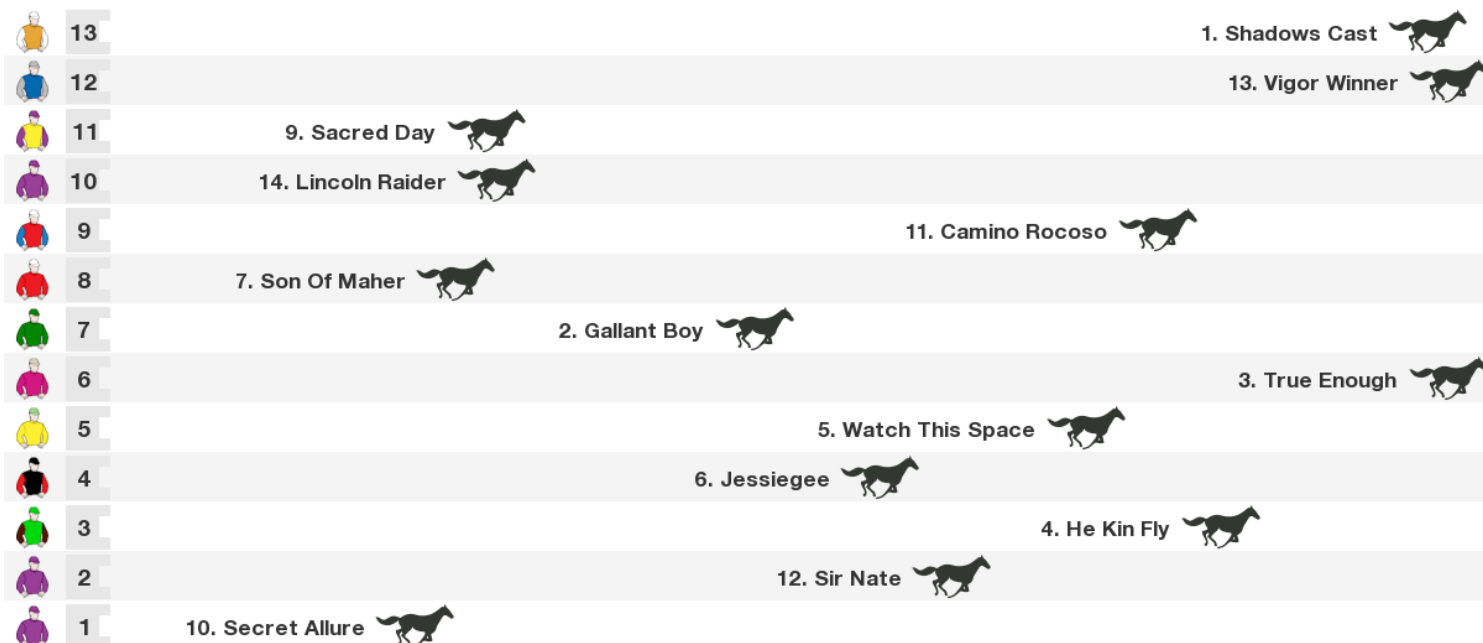 13 1. Shadows Cast
12 13. Vigor Winner
11 9. Sacred Day
10 14. Lincoln Raider
9 11. Camino Rocoso
8 7. Son Of Maher
7 2. Gallant Boy
6 3. True Enough
5 5. Watch This Space
4 6. Jessiegee
3 4. He Kin Fly
2 12. Sir Nate
1 10. Secret Allure